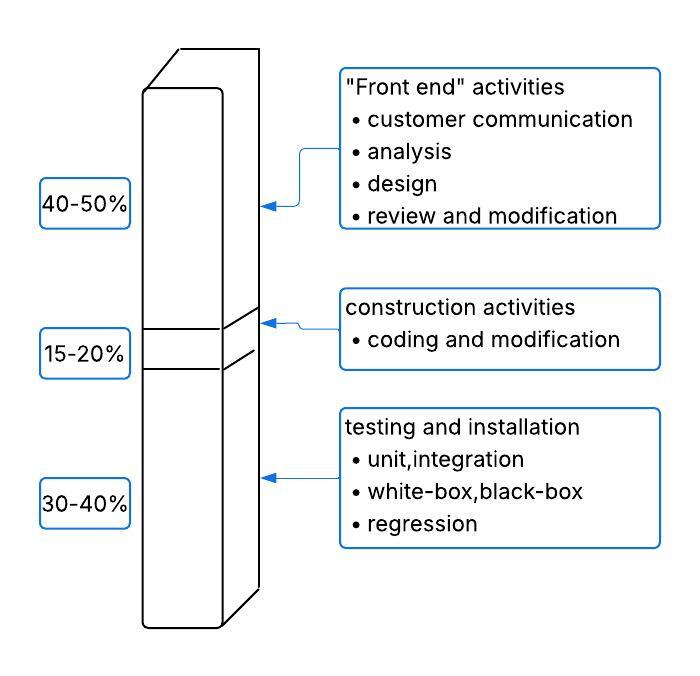 "Front end" activities
• customer communication
• analysis
• design
• review and modification
40-50%
construction activities
• coding and modification
15-20%
testing and installation
• unit,integration
• white-box,black-box
• regression
30-40%